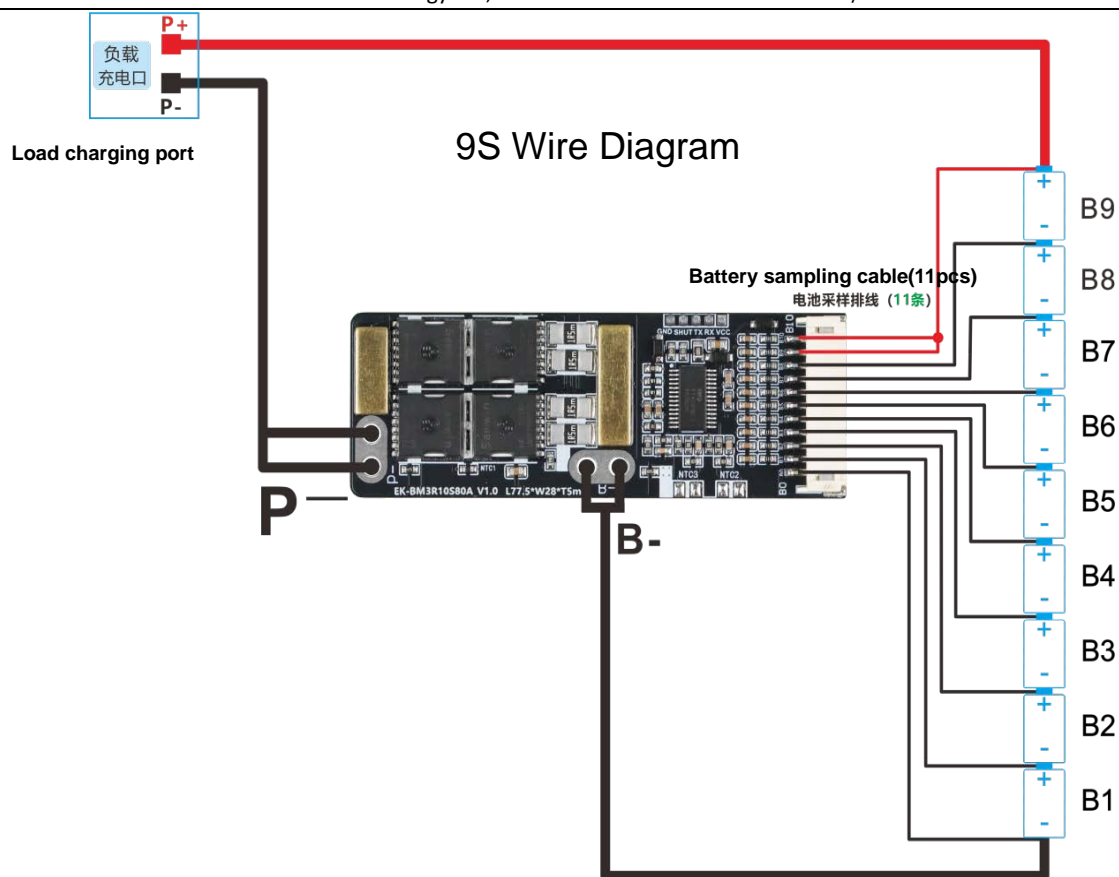 P+
负载
充电口
P-
Load charging port
9S Wire Diagram
B9
B8
B7
B6
B5
B4
B3
B2
B1
+
-
+
-
+
-
+
-
+
-
+
-
+
-
+
-
+
-
Battery sampling cable(11pcs)
电池采样排线（11条）
GND SHUT TX RX VCC
B10
P-
NTC1
NTC3
NTC2
B0
EK-BM3R10S80A V1.0 L77.5*W28*T5m
P-
B-